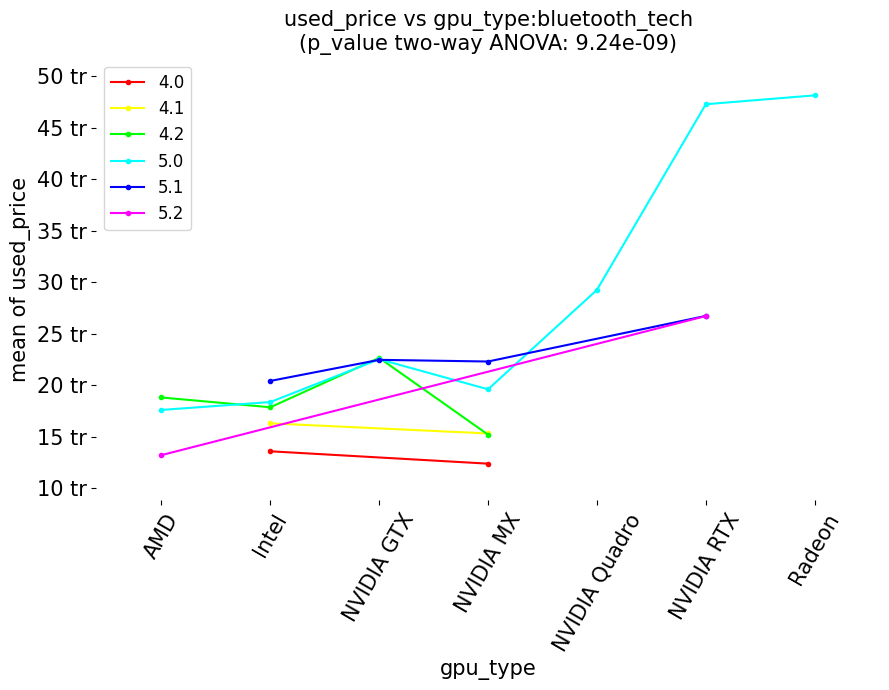 used_price vs gpu_type:bluetooth_tech
(p_value two-way ANOVA: 9.24e-09)
4.0
4.1
4.2
5.0
5.1
5.2
mean of used_price
50 tr
45 tr
40 tr
35 tr
30 tr
25 tr
20 tr
15 tr
10 tr
AMD
Intel
NVIDIA GTX
NVIDIA MX
NVIDIA Quadro
NVIDIA RTX
Radeon
gpu_type